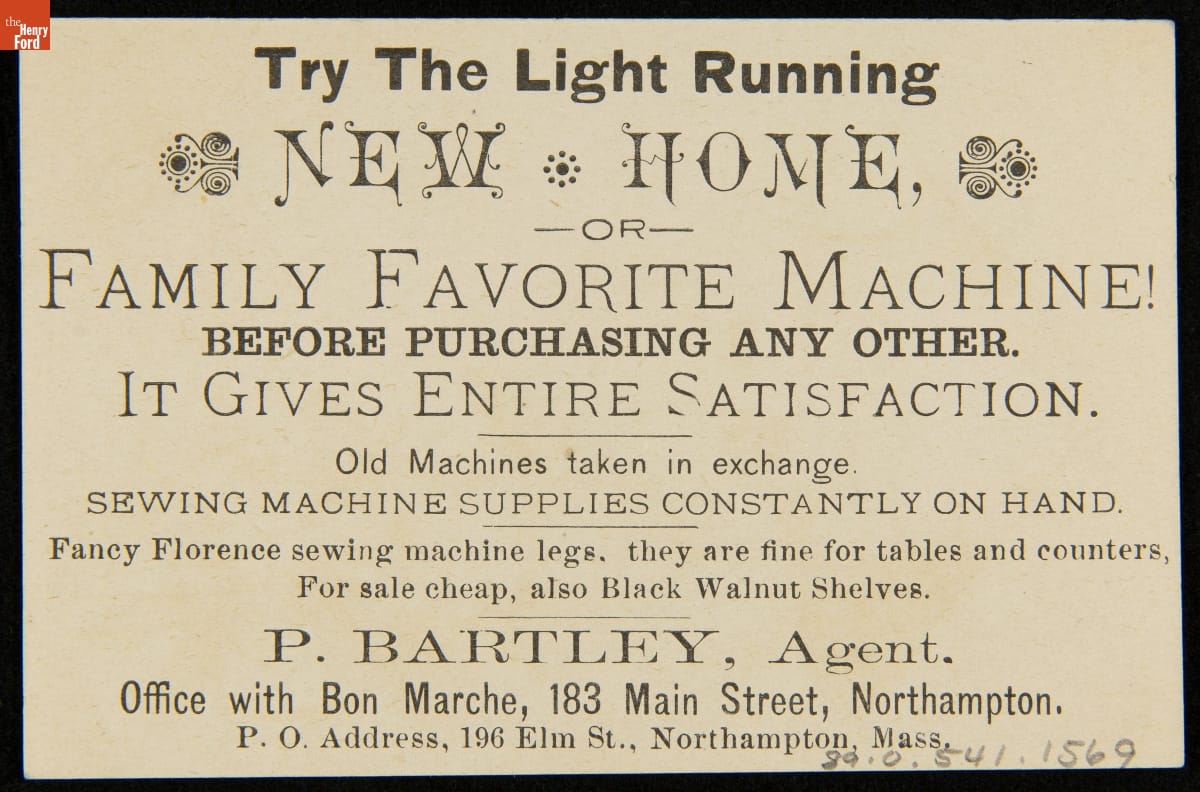 the
Henry
Ford
Try The Light Running
NEW HOME,
—OR—
FAMILY FAVORITE MACHINE!
BEFORE PURCHASING ANY OTHER.
IT GIVES ENTIRE SATISFACTION.
Old Machines taken in exchange.
SEWING MACHINE SUPPLIES CONSTANTLY ON HAND.
Fancy Florence sewing machine legs. they are fine for tables and counters,
For sale cheap, also Black Walnut Shelves.
P. BARTLEY, Agent.
Office with Bon Marche, 183 Main Street, Northampton.
P. O. Address, 196 Elm St., Northampton, Mass.
89.0.541.1569